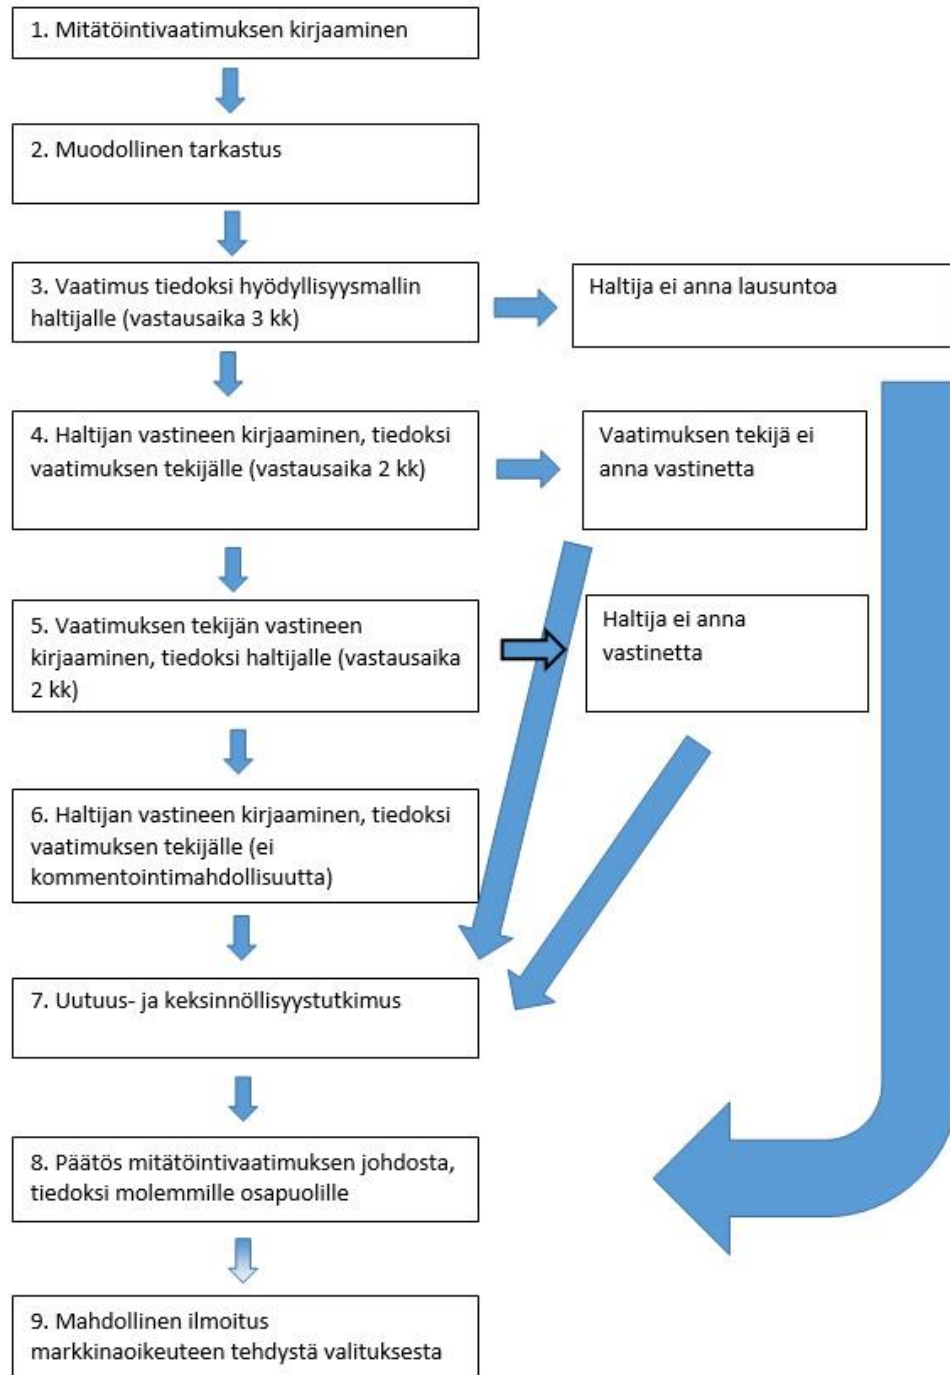 1. Mitätöintivaatimuksen kirjaaminen
2. Muodollinen tarkastus
3. Vaatimus tiedoksi hyödyllisyysmallin
haltijalle (vastausaika 3 kk)
Haltija ei anna lausuntoa
4. Haltijan vastineen kirjaaminen, tiedoksi
vaatimuksen tekijälle (vastausaika 2 kk)
Vaatimuksen tekijä ei
anna vastinetta
5. Vaatimuksen tekijän vastineen
kirjaaminen, tiedoksi haltijalle (vastausaika
2 kk)
Haltija ei anna
vastinetta
6. Haltijan vastineen kirjaaminen, tiedoksi
vaatimuksen tekijälle (ei
kommentointimahdollisuutta)
7. Uutuus- ja keksinnöllisyystutkimus
8. Päätös mitätöintivaatimuksen johdosta,
tiedoksi molemmille osapuolille
9. Mahdollinen ilmoitus
markkinaoikeuteen tehdystä valituksesta